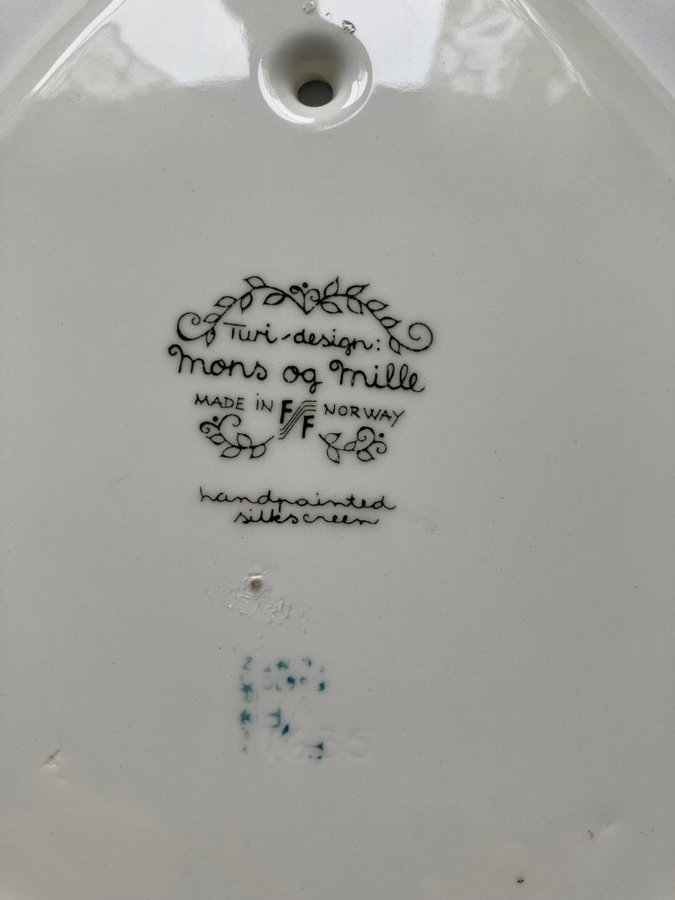 Turi-design:
Mons og Mille
MADE IN FF NORWAY
handpainted
silkscreen